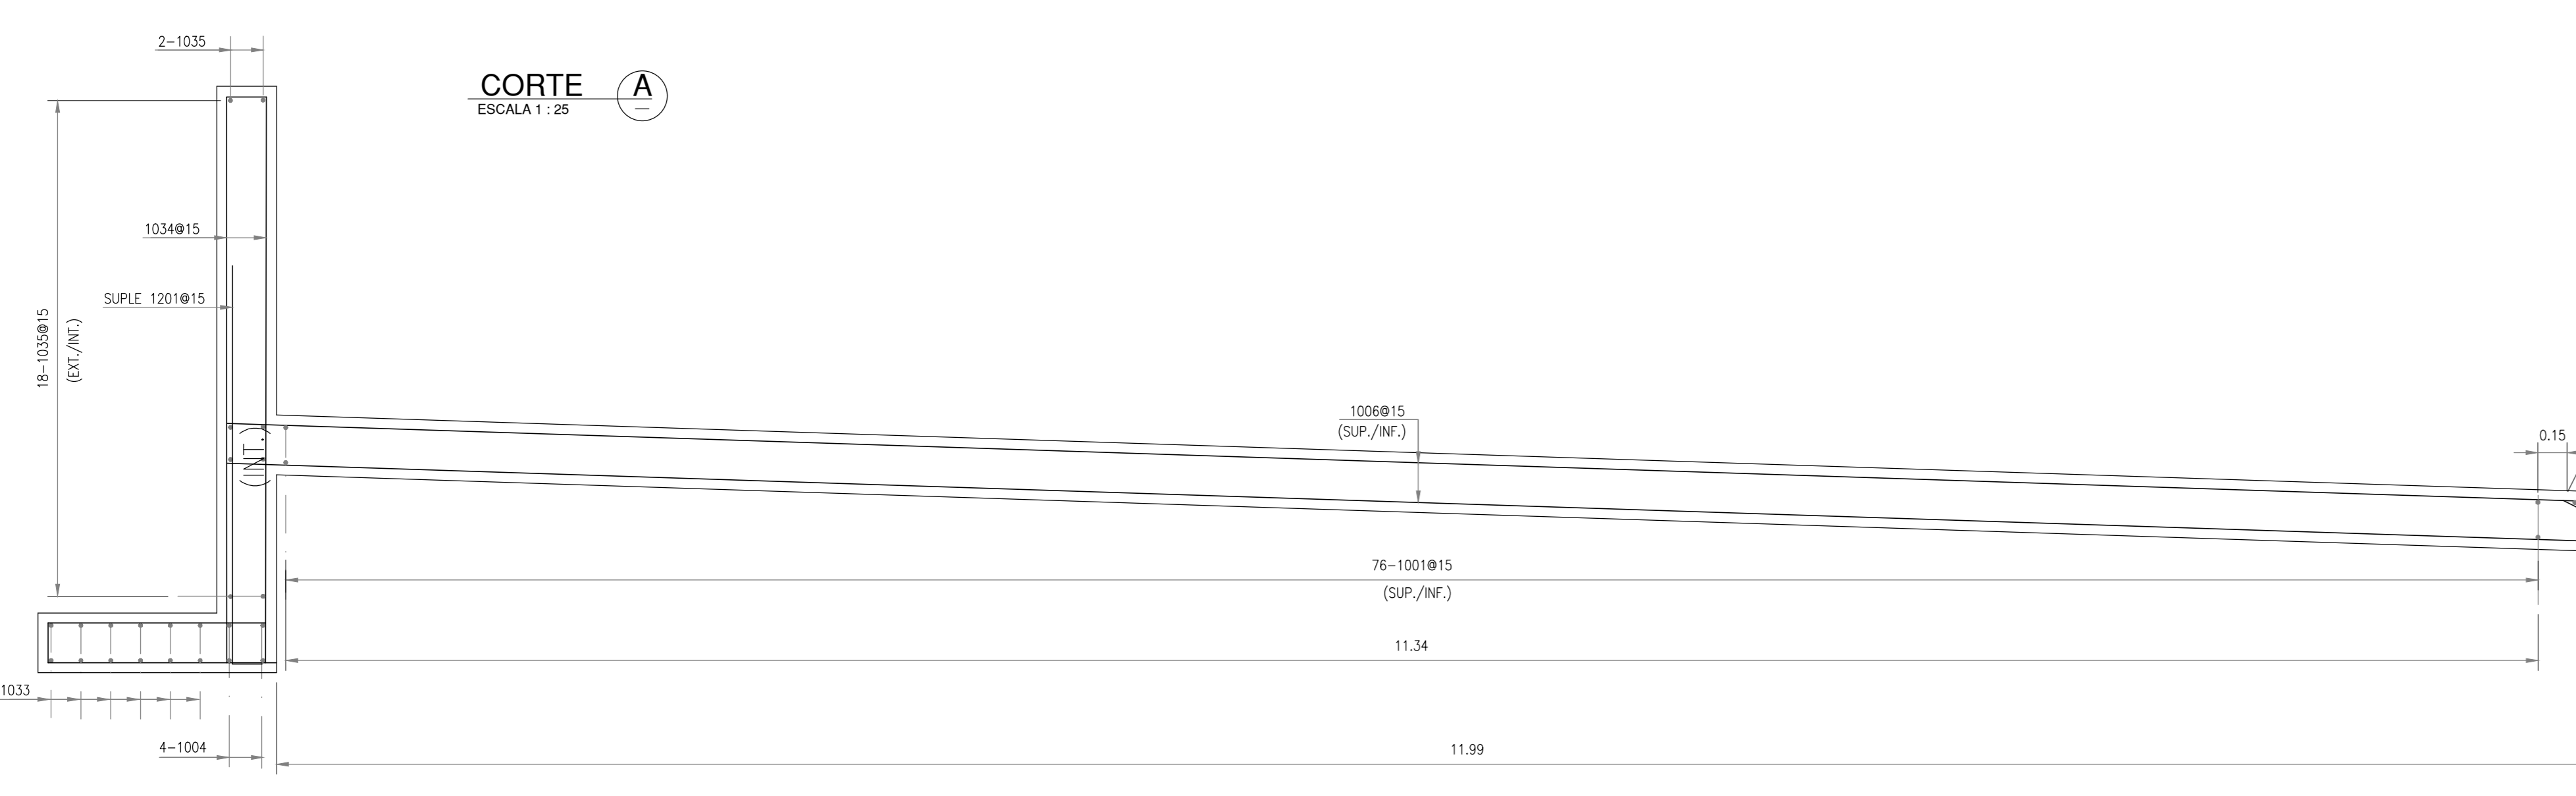 2-1035
CORTE A
ESCALA 1 : 25
1034@15
SUPLE 1201@15
18-1035@15
(EXT./INT.)
(INT.)
1006@15
(SUP./INF.)
0.15
76-1001@15
(SUP./INF.)
11.34
1033
4-1004
11.99